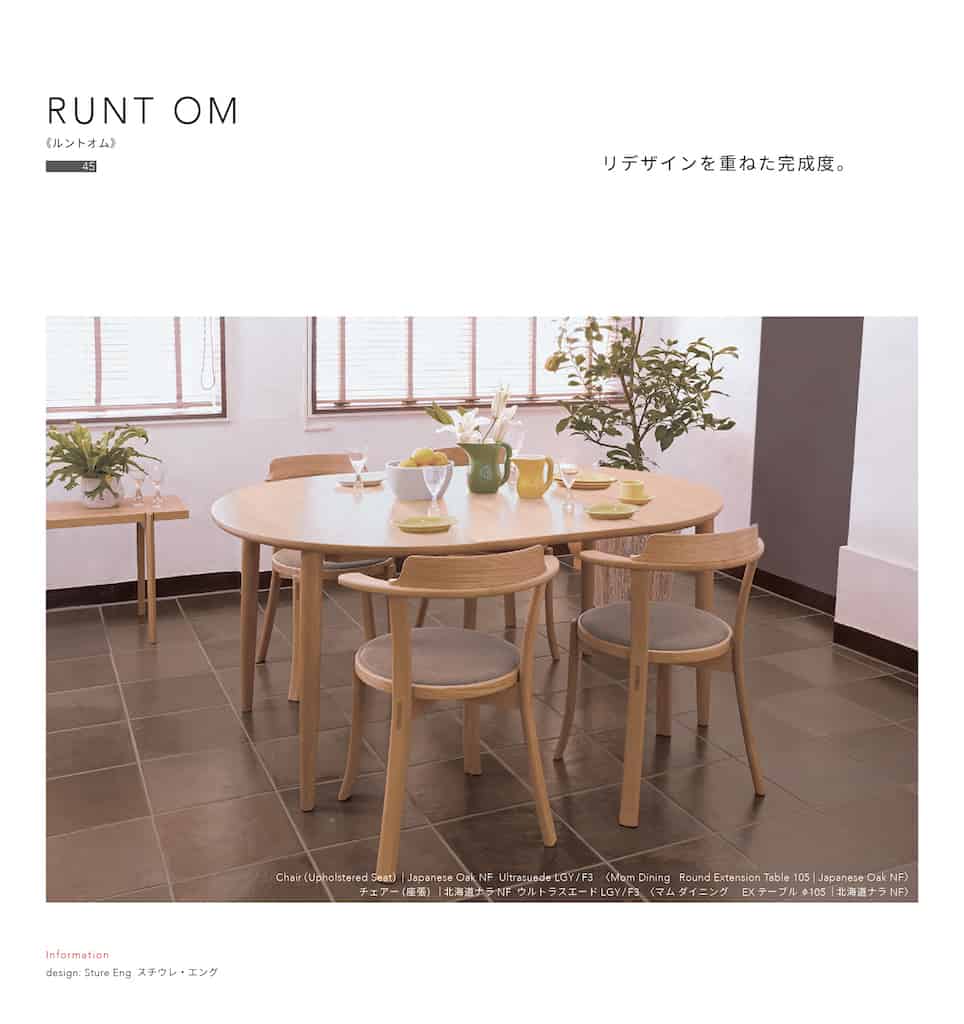 RUNT OM
《ルントオム》
45
リデザインを重ねた完成度。
Chair (Upholstered Seat) | Japanese Oak NF Ultrasuede LGY / F3 〈Mom Dining Round Extension Table 105 | Japanese Oak NF〉
チェアー（座張）| 北海道ナラ NF ウルトラスエード LGY / F3 〈マム ダイニング EX テーブル φ105 | 北海道ナラ NF〉
Information
design: Sture Eng スチウレ・エング